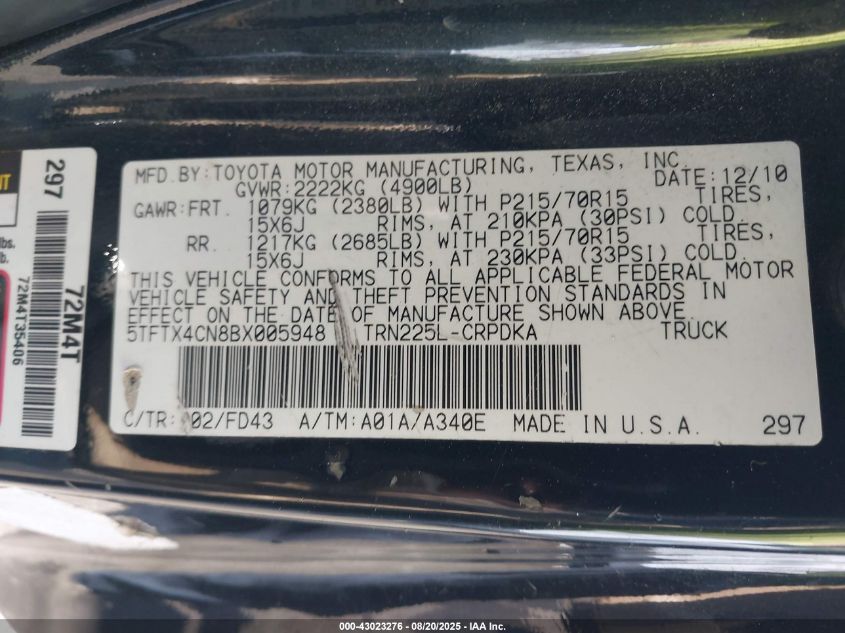 MFD.BY:TOYOTA MOTOR MANUFACTURING, TEXAS, INC.
GVWR:2222KG (4900LB) DATE:12/10
GAWR:FRT. 1079KG (2380LB) WITH P215/70R15 TIRES,
15X6J RIMS, AT 210KPA (30PSI) COLD.
RR. 1217KG (2685LB) WITH P215/70R15 TIRES,
15X6J RIMS, AT 230KPA (33PSI) COLD.
THIS VEHICLE CONFORMS TO ALL APPLICABLE FEDERAL MOTOR
VEHICLE SAFETY AND THEFT PREVENTION STANDARDS IN
EFFECT ON THE DATE OF MANUFACTURE SHOWN ABOVE.
5TFTX4CN8BX005948 TRN225L-CRPDKA TRUCK
C/TR: 02/FD43 A/TM:A01A/A340E MADE IN U.S.A. 297
297
72M4T
72M4T35406
lbs.
lb.
000-43023276 - 08/20/2025 - IAA Inc.